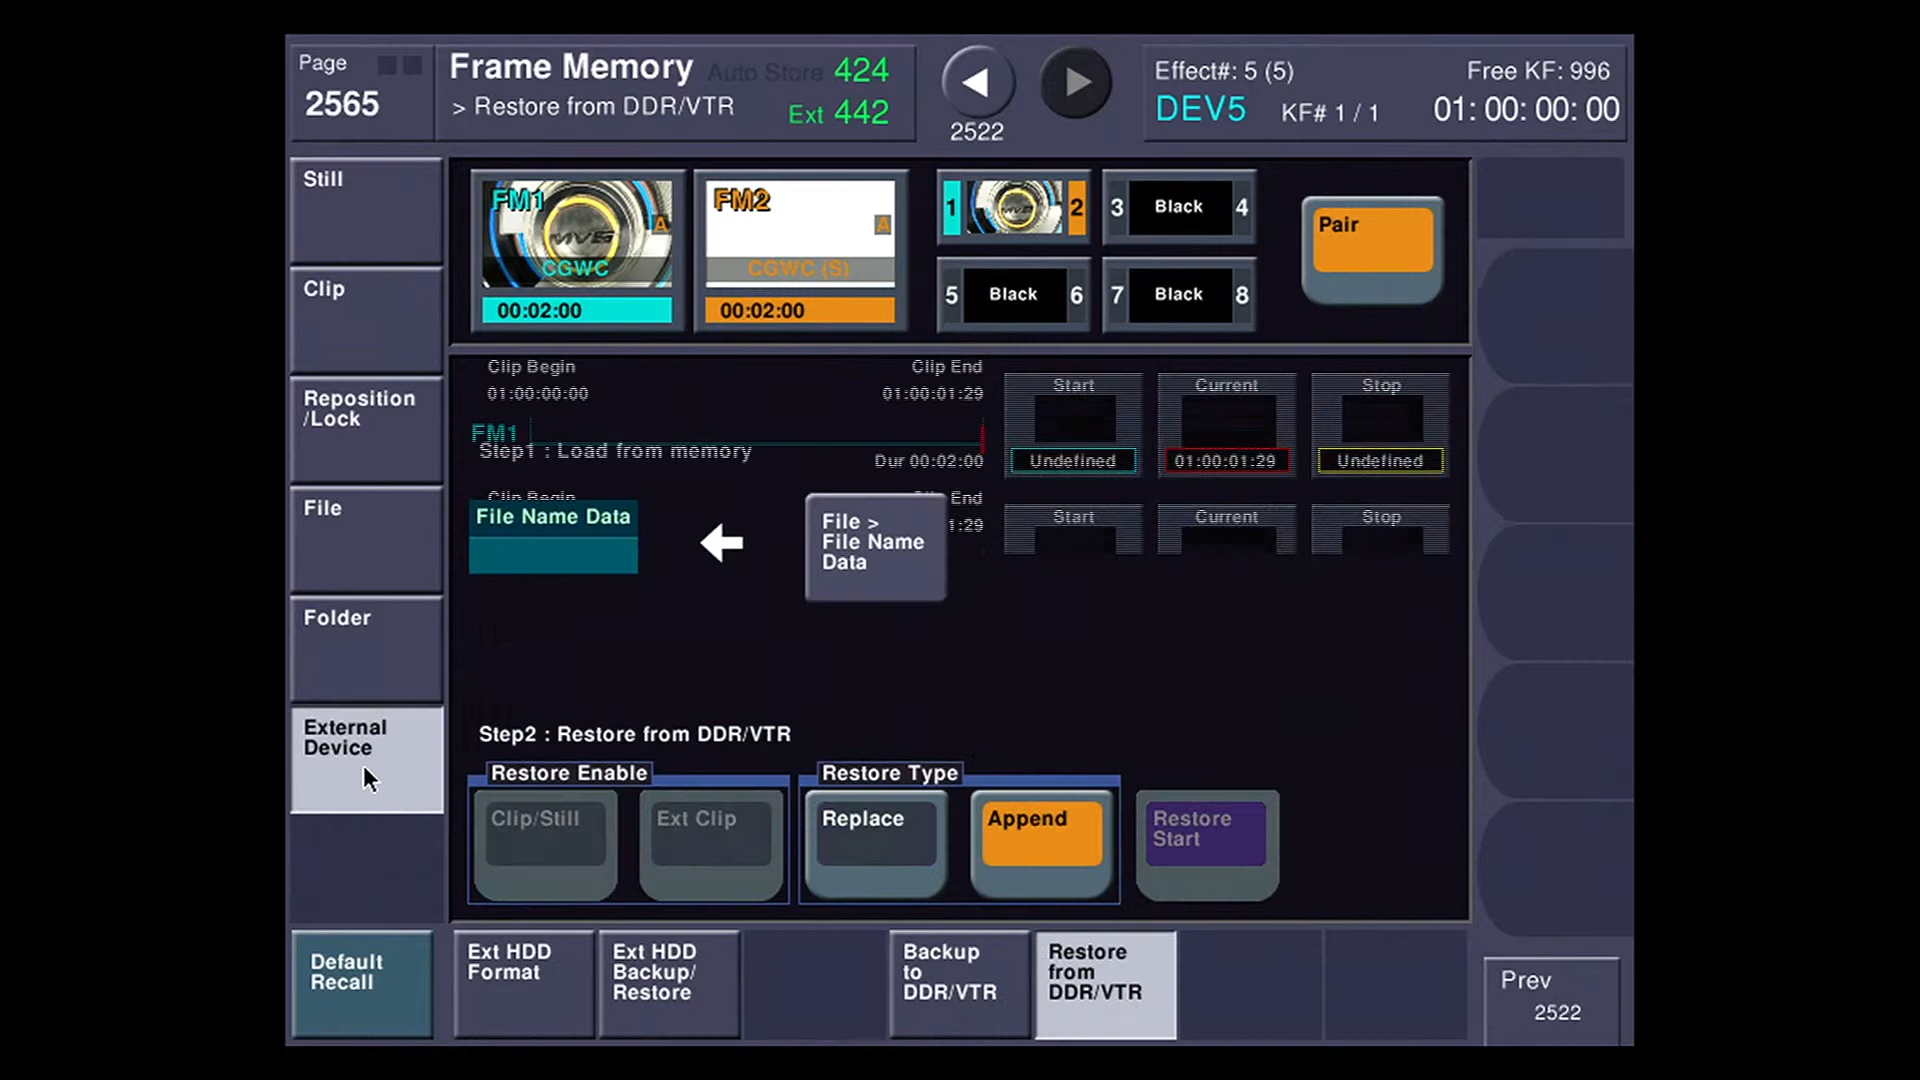 Page
2565
Frame Memory
> Restore from DDR/VTR
Auto Store 424
Ext 442
2522
Effect#: 5 (5)
Free KF: 996
DEV5
KF# 1 / 1
01: 00: 00: 00
Still
Clip
Reposition
/Lock
File
Folder
External
Device
FM1
A
MVS
CGWC
00:02:00
FM2
A
CGWC (S)
00:02:00
1
MVS
2
3
Black
4
5
Black
6
7
Black
8
Pair
Clip Begin
Clip End
01:00:00:00
01:00:01:29
FM1
Step1 : Load from memory
Dur 00:02:00
Start
Current
Stop
Undefined
01:00:01:29
Undefined
Clip Begin
End
1:29
File Name Data
File >
File Name
Data
Start
Current
Stop
Step2 : Restore from DDR/VTR
Restore Enable
Restore Type
Clip/Still
Ext Clip
Replace
Append
Restore
Start
Default
Recall
Ext HDD
Format
Ext HDD
Backup/
Restore
Backup
to
DDR/VTR
Restore
from
DDR/VTR
Prev
2522